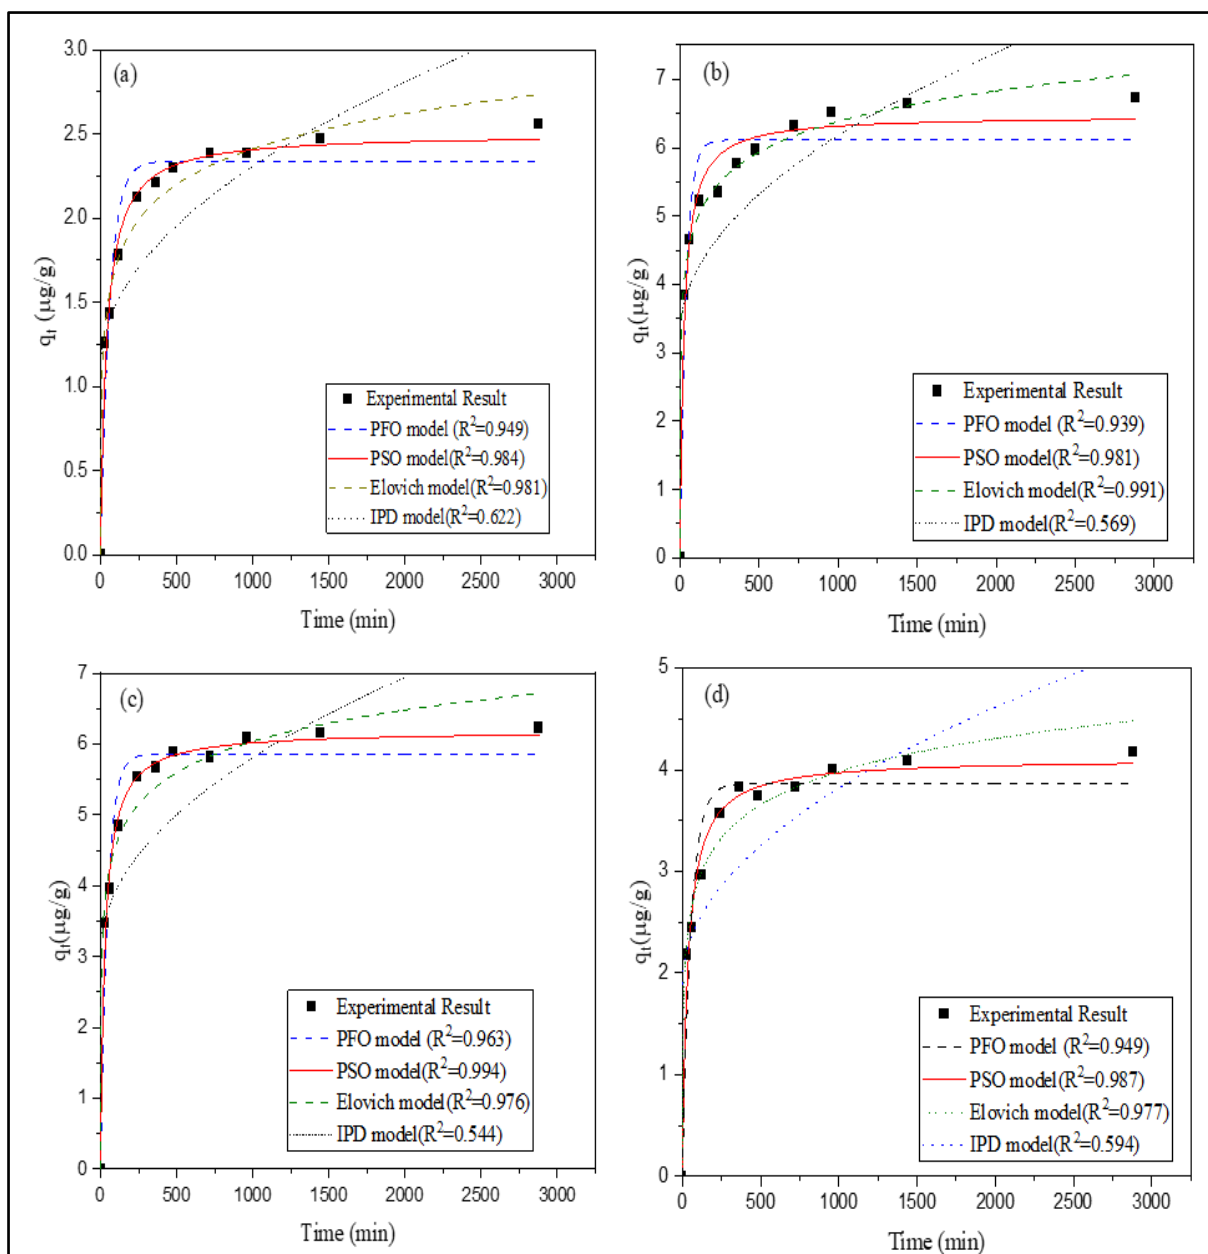 (a)
3.0
2.5
2.0
1.5
1.0
0.5
0.0
qt (µg/g)
0 500 1000 1500 2000 2500 3000
Time (min)
Experimental Result
PFO model (R²=0.949)
PSO model(R²=0.984)
Elovich model(R²=0.981)
IPD model(R²=0.622)
(b)
7
6
5
4
3
2
1
0
qt(µg/g)
0 500 1000 1500 2000 2500 3000
Time (min)
Experimental Result
PFO model (R²=0.939)
PSO model(R²=0.981)
Elovich model(R²=0.991)
IPD model(R²=0.569)
(c)
7
6
5
4
3
2
1
0
qt(µg/g)
0 500 1000 1500 2000 2500 3000
Time (min)
Experimental Result
PFO model (R²=0.963)
PSO model(R²=0.994)
Elovich model(R²=0.976)
IPD model(R²=0.544)
(d)
5
4
3
2
1
0
qt(µg/g)
0 500 1000 1500 2000 2500 3000
Time (min)
Experimental Result
PFO model (R²=0.949)
PSO model(R²=0.987)
Elovich model(R²=0.977)
IPD model(R²=0.594)